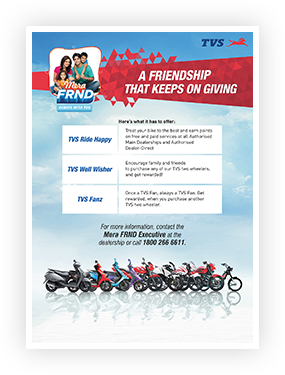 TVS
Mera
FRND
ALWAYS WITH YOU
A FRIENDSHIP
THAT KEEPS ON GIVING
Here's what it has to offer:
TVS Ride Happy
Treat your bike to the best and earn points
on free and paid services at all Authorised
Main Dealerships and Authorised
Dealer-Direct
TVS Well Wisher
Encourage family and friends
to purchase any of our TVS two wheelers,
and get rewarded!
TVS Fanz
Once a TVS Fan, always a TVS Fan. Get
rewarded, when you purchase another
TVS two wheeler.
For more information, contact the
Mera FRND Executive at the
dealership or call 1800 266 6611.